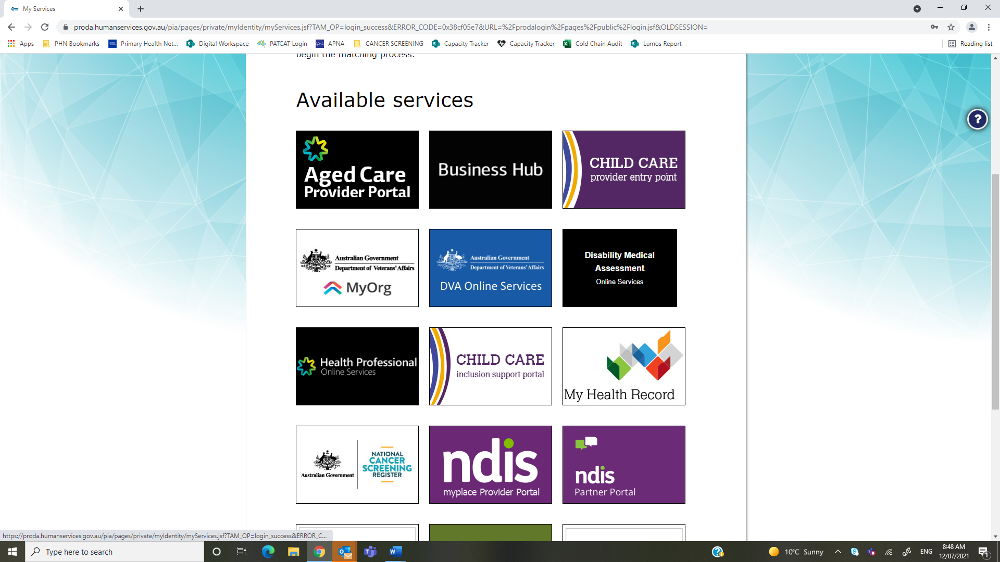 My Services
proda.humanservices.gov.au/pia/pages/private/myIdentity/myServices.jsf?TAM_OP=login_success&ERROR_CODE=0x38cf05e7&URL=%2Fprodalogin%2Fpages%2Fpublic%2Flogin.jsf&OLDSESSION=
Apps PHN Bookmarks Primary Health Net... Digital Workspace PATCAT Login APNA CANCER SCREENING Capacity Tracker Capacity Tracker Cold Chain Audit Lumos Report Reading list
begin the matching process.
Available services
Aged Care
Provider Portal
Business Hub
CHILD CARE
provider entry point
Australian Government
Department of Veterans' Affairs
MyOrg
Australian Government
Department of Veterans' Affairs
DVA Online Services
Disability Medical
Assessment
Online Services
Health Professional
Online Services
CHILD CARE
inclusion support portal
My Health Record
Australian Government
NATIONAL
CANCER
SCREENING
REGISTER
ndis
myplace Provider Portal
ndis
Partner Portal
https://proda.humanservices.gov.au/pia/pages/private/myIdentity/myServices.jsf?TAM_OP=login_success&ERROR_C...
Type here to search
10°C Sunny
ENG
8:48 AM
12/07/2021